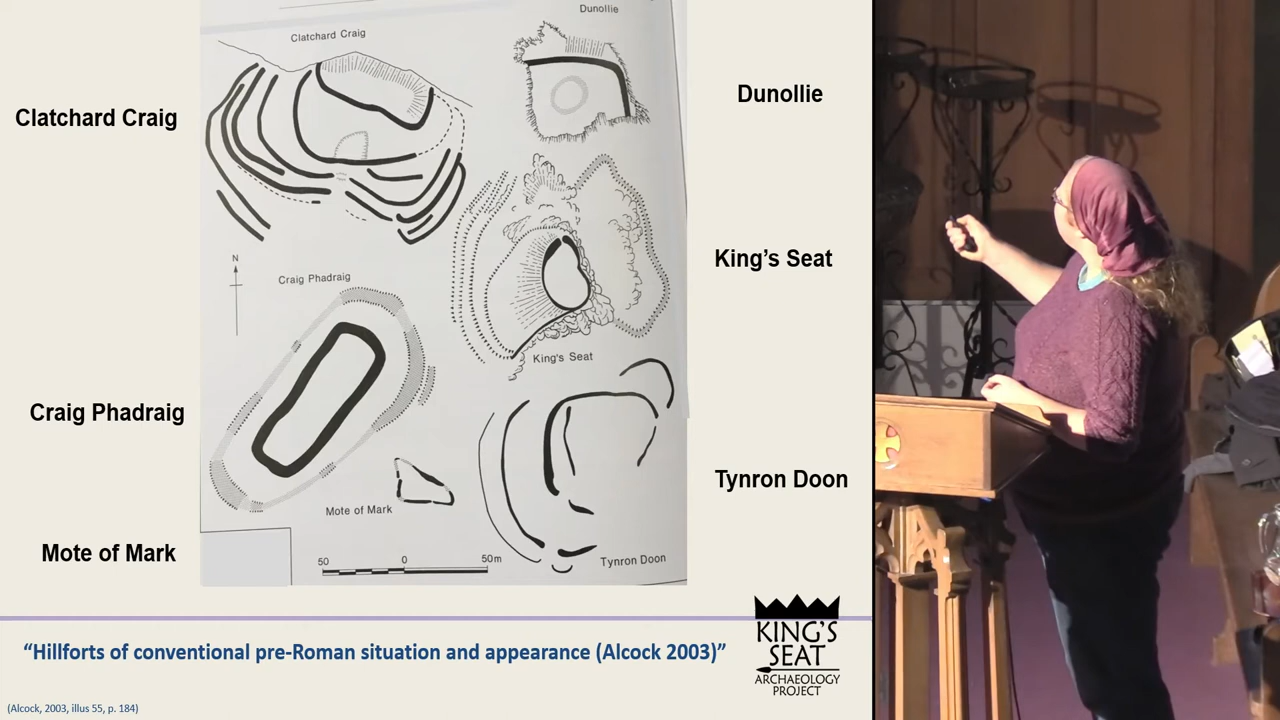 Clatchard Craig
Dunollie
Clatchard Craig
Dunollie
King's Seat
N
Craig Phadraig
King's Seat
Craig Phadraig
Mote of Mark
Tynron Doon
Mote of Mark
50 0 50m
Tynron Doon
"Hillforts of conventional pre-Roman situation and appearance (Alcock 2003)"
(Alcock, 2003, illus 55, p. 184)
KING'S
SEAT
ARCHAEOLOGY
PROJECT